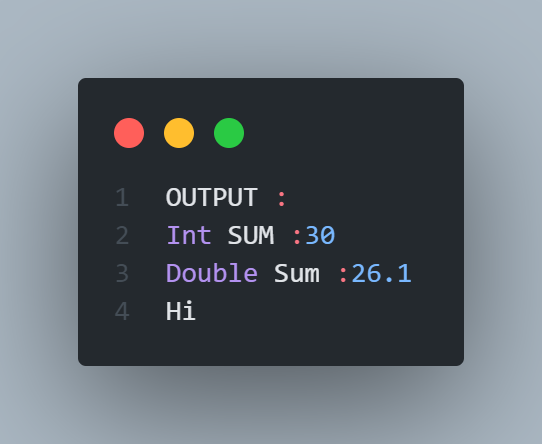 1 OUTPUT :
2 Int SUM :30
3 Double Sum :26.1
4 Hi